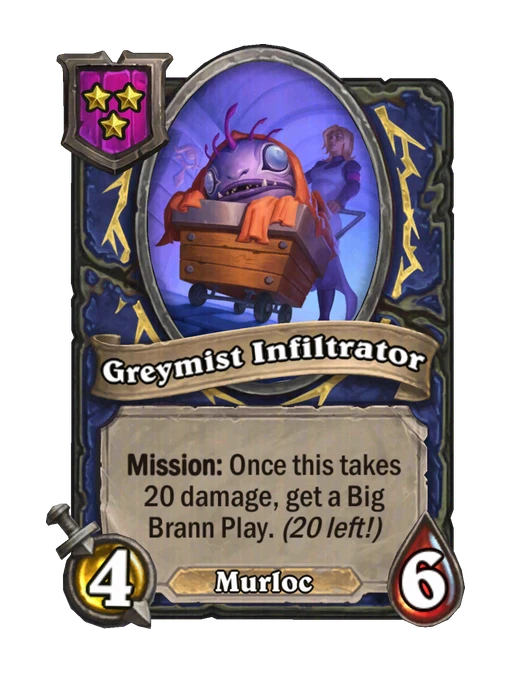 Greymist Infiltrator
Mission: Once this takes
20 damage, get a Big
Brann Play. (20 left!)
Murloc
4
6